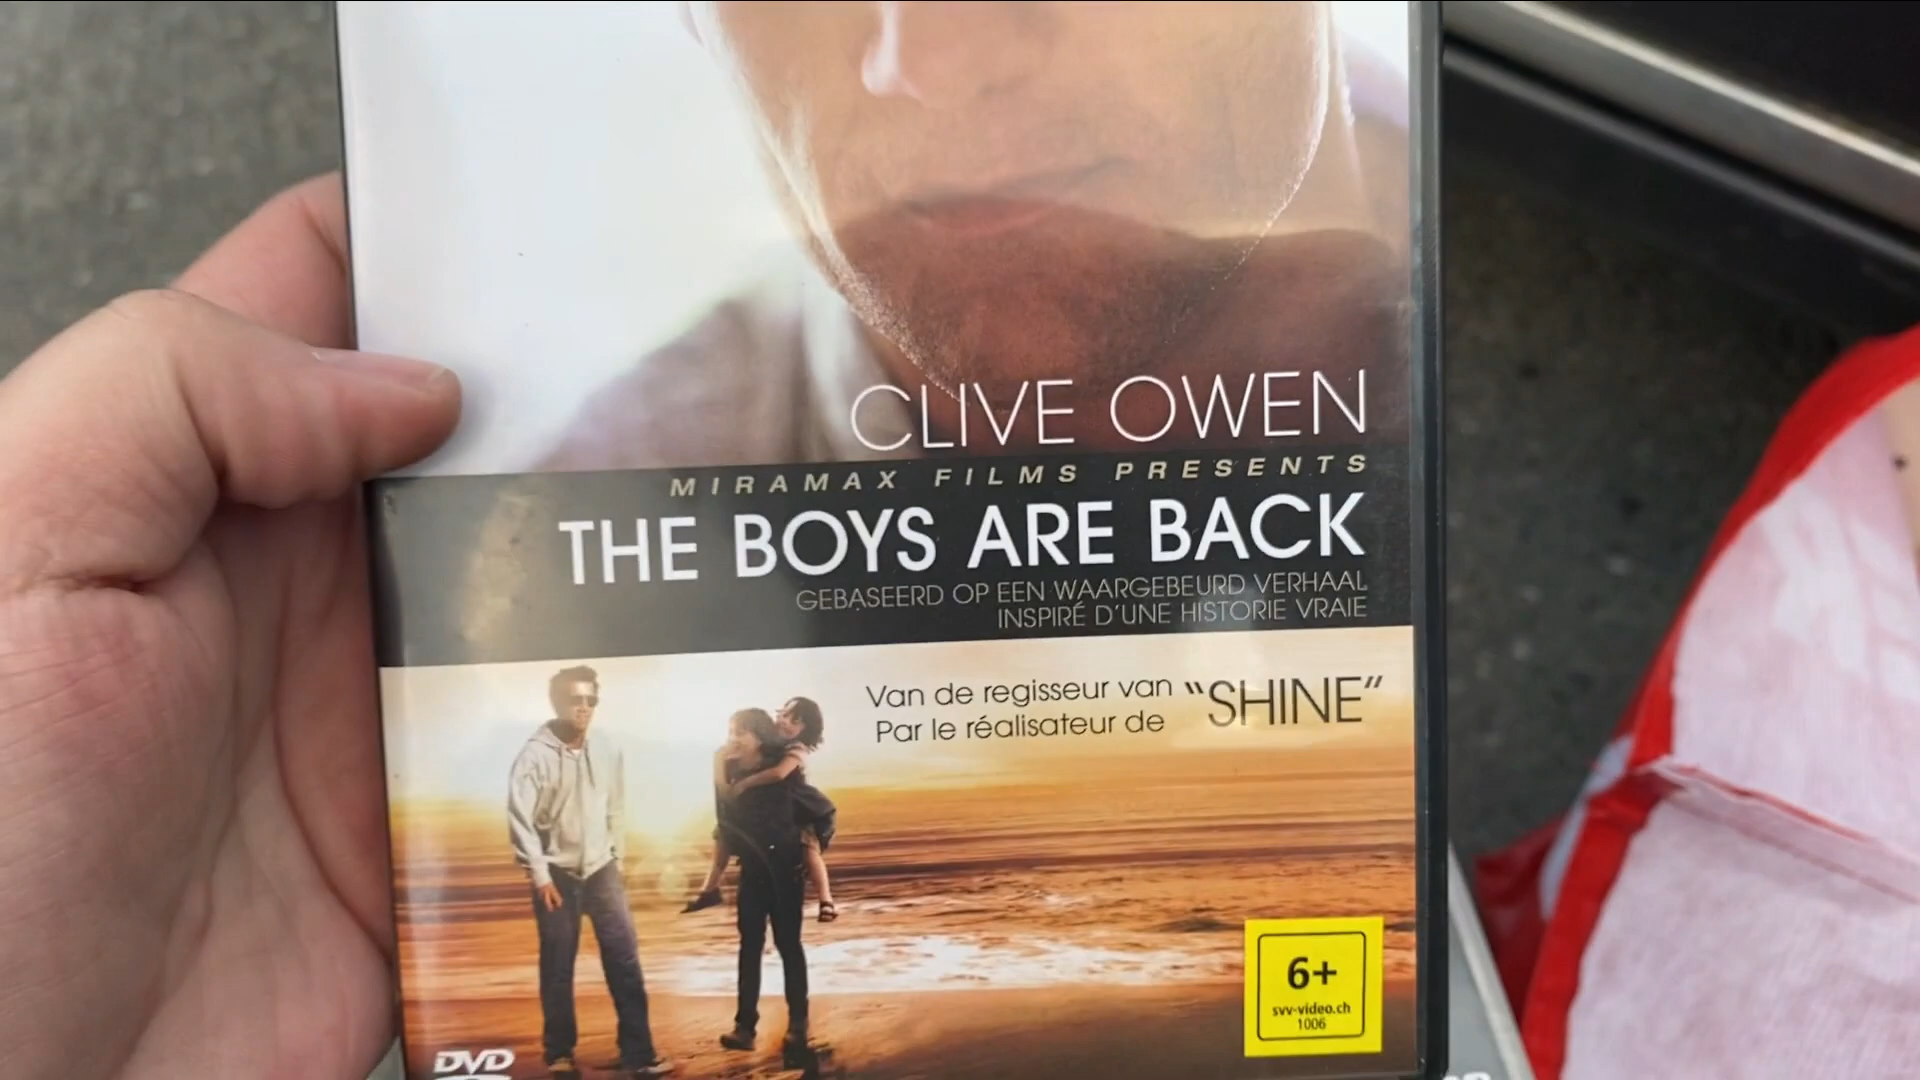 CLIVE OWEN
MIRAMAX FILMS PRESENTS
THE BOYS ARE BACK
GEBASEERD OP EEN WAARGEBEURD VERHAAL
INSPIRÉ D'UNE HISTORIE VRAIE
Van de regisseur van "SHINE"
Par le réalisateur de
6+
svv-video.ch
1006
DVD